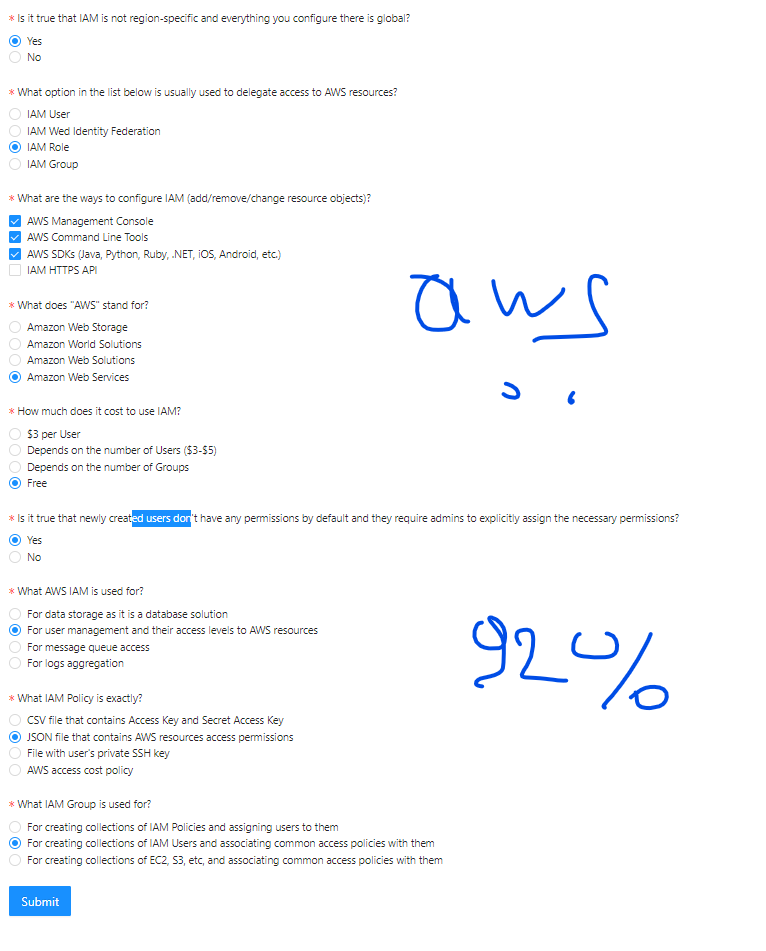 * Is it true that IAM is not region-specific and everything you configure there is global?
Yes
No
* What option in the list below is usually used to delegate access to AWS resources?
IAM User
IAM Wed Identity Federation
IAM Role
IAM Group
* What are the ways to configure IAM (add/remove/change resource objects)?
AWS Management Console
AWS Command Line Tools
AWS SDKs (Java, Python, Ruby, .NET, iOS, Android, etc.)
IAM HTTPS API
aws
* What does "AWS" stand for?
Amazon Web Storage
Amazon World Solutions
Amazon Web Solutions
Amazon Web Services
* How much does it cost to use IAM?
$3 per User
Depends on the number of Users ($3-$5)
Depends on the number of Groups
Free
* Is it true that newly created users don't have any permissions by default and they require admins to explicitly assign the necessary permissions?
Yes
No
* What AWS IAM is used for?
For data storage as it is a database solution
For user management and their access levels to AWS resources
For message queue access
For logs aggregation
92%
* What IAM Policy is exactly?
CSV file that contains Access Key and Secret Access Key
JSON file that contains AWS resources access permissions
File with user's private SSH key
AWS access cost policy
* What IAM Group is used for?
For creating collections of IAM Policies and assigning users to them
For creating collections of IAM Users and associating common access policies with them
For creating collections of EC2, S3, etc, and associating common access policies with them
Submit